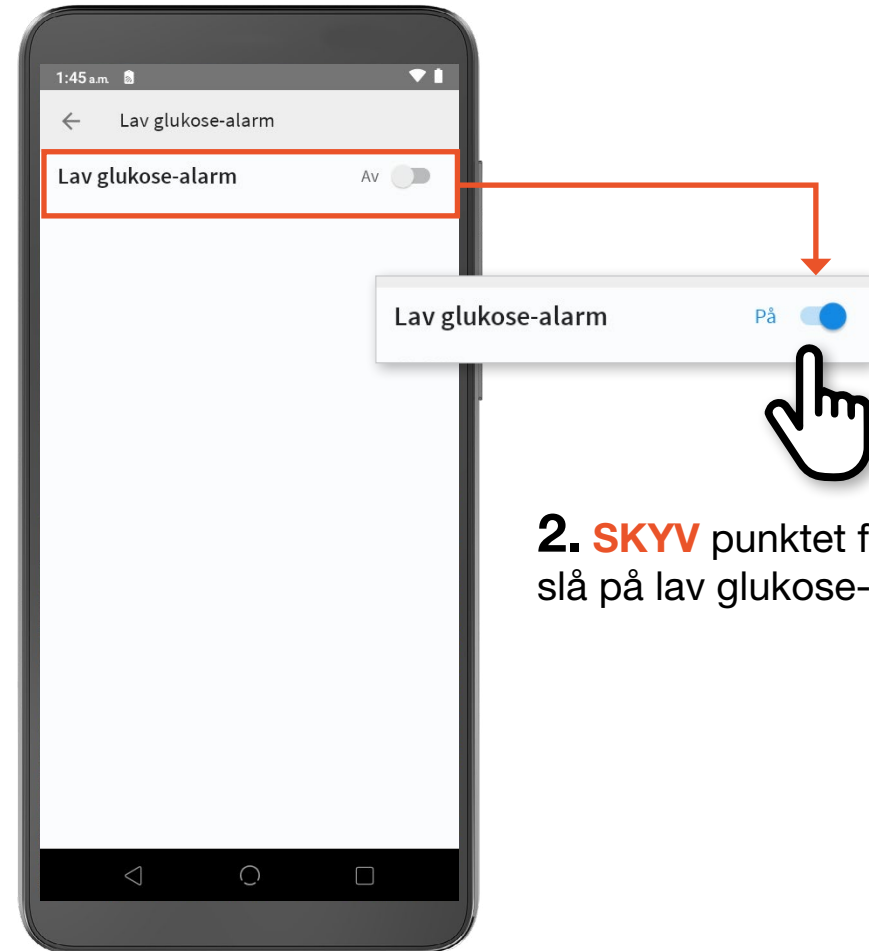 1:45 a.m.
Lav glukose-alarm
Lav glukose-alarm Av
Lav glukose-alarm På
2. SKYV punktet f
slå på lav glukose-